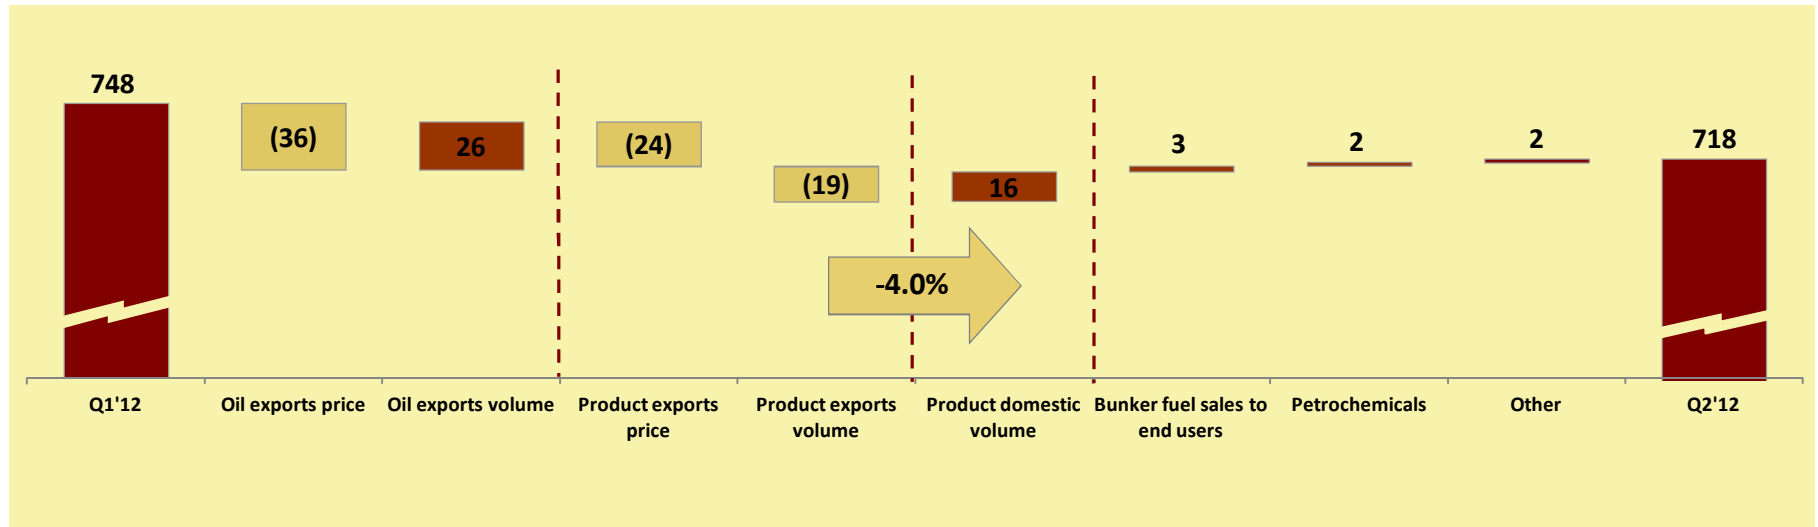 748
(36)
26
(24)
(19)
16
3
2
2
718
-4.0%
Q1'12
Oil exports price
Oil exports volume
Product exports
price
Product exports
volume
Product domestic
volume
Bunker fuel sales to
end users
Petrochemicals
Other
Q2'12